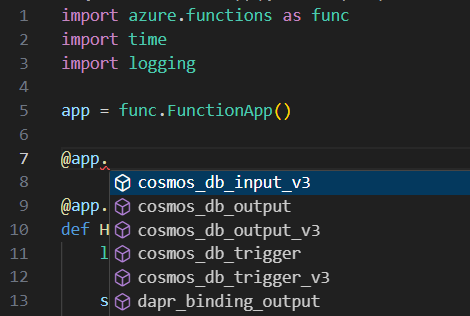 1 import azure.functions as func
2 import time
3 import logging
4
5 app = func.FunctionApp()
6
7 @app.
8 cosmos_db_input_v3
9 @app. cosmos_db_output
10 def H cosmos_db_output_v3
11 l cosmos_db_trigger
12 cosmos_db_trigger_v3
13 s dapr_binding_output